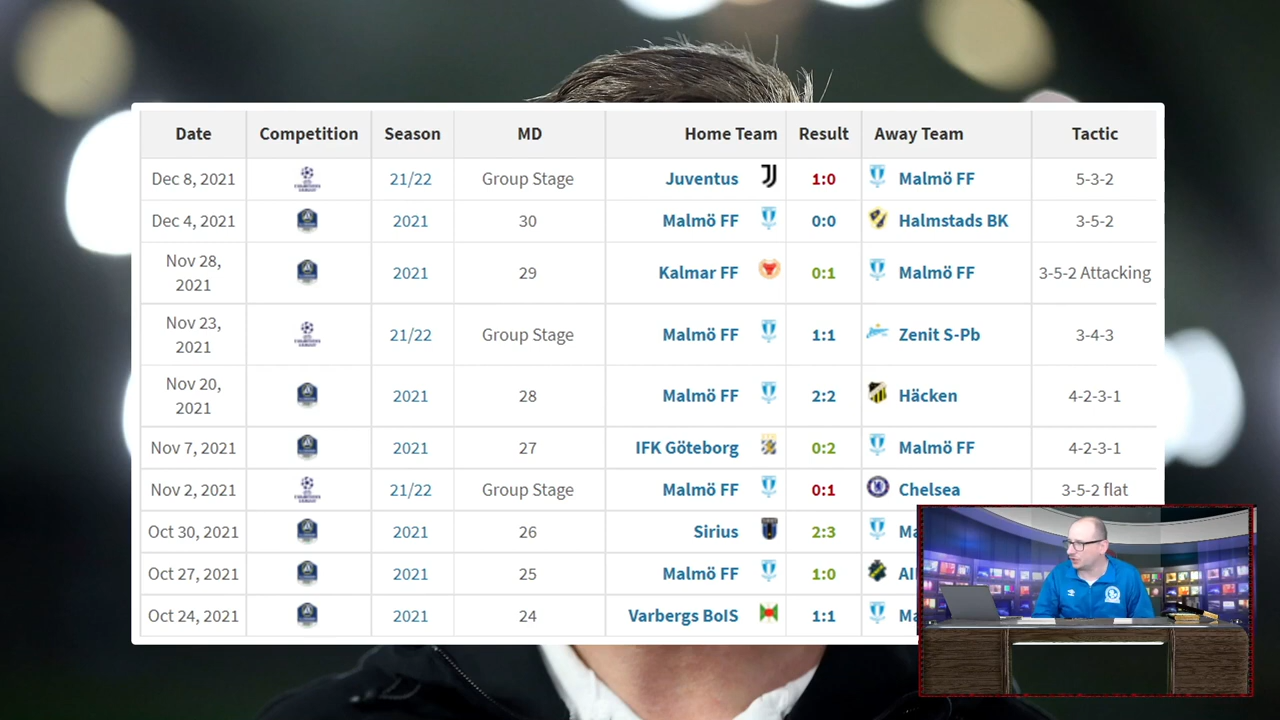 Date Competition Season MD Home Team Result Away Team Tactic
Dec 8, 2021 21/22 Group Stage Juventus 1:0 Malmö FF 5-3-2
Dec 4, 2021 2021 30 Malmö FF 0:0 Halmstads BK 3-5-2
Nov 28,
2021 2021 29 Kalmar FF 0:1 Malmö FF 3-5-2 Attacking
Nov 23,
2021 21/22 Group Stage Malmö FF 1:1 Zenit S-Pb 3-4-3
Nov 20,
2021 2021 28 Malmö FF 2:2 Häcken 4-2-3-1
Nov 7, 2021 2021 27 IFK Göteborg 0:2 Malmö FF 4-2-3-1
Nov 2, 2021 21/22 Group Stage Malmö FF 0:1 Chelsea 3-5-2 flat
Oct 30, 2021 2021 26 Sirius 2:3
Oct 27, 2021 2021 25 Malmö FF 1:0
Oct 24, 2021 2021 24 Varbergs BoIS 1:1